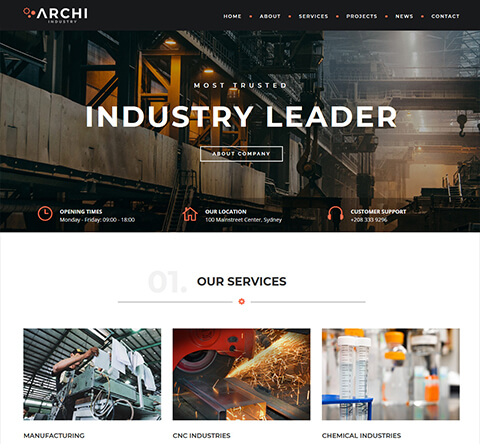 ARCHI
INDUSTRY
HOME ABOUT SERVICES PROJECTS NEWS CONTACT
MOST TRUSTED
INDUSTRY LEADER
ABOUT COMPANY
OPENING TIMES
Monday - Friday: 09:00 - 18:00
OUR LOCATION
100 Mainstreet Center, Sydney
CUSTOMER SUPPORT
+208 333 9296
01. OUR SERVICES
MANUFACTURING
CNC INDUSTRIES
CHEMICAL INDUSTRIES